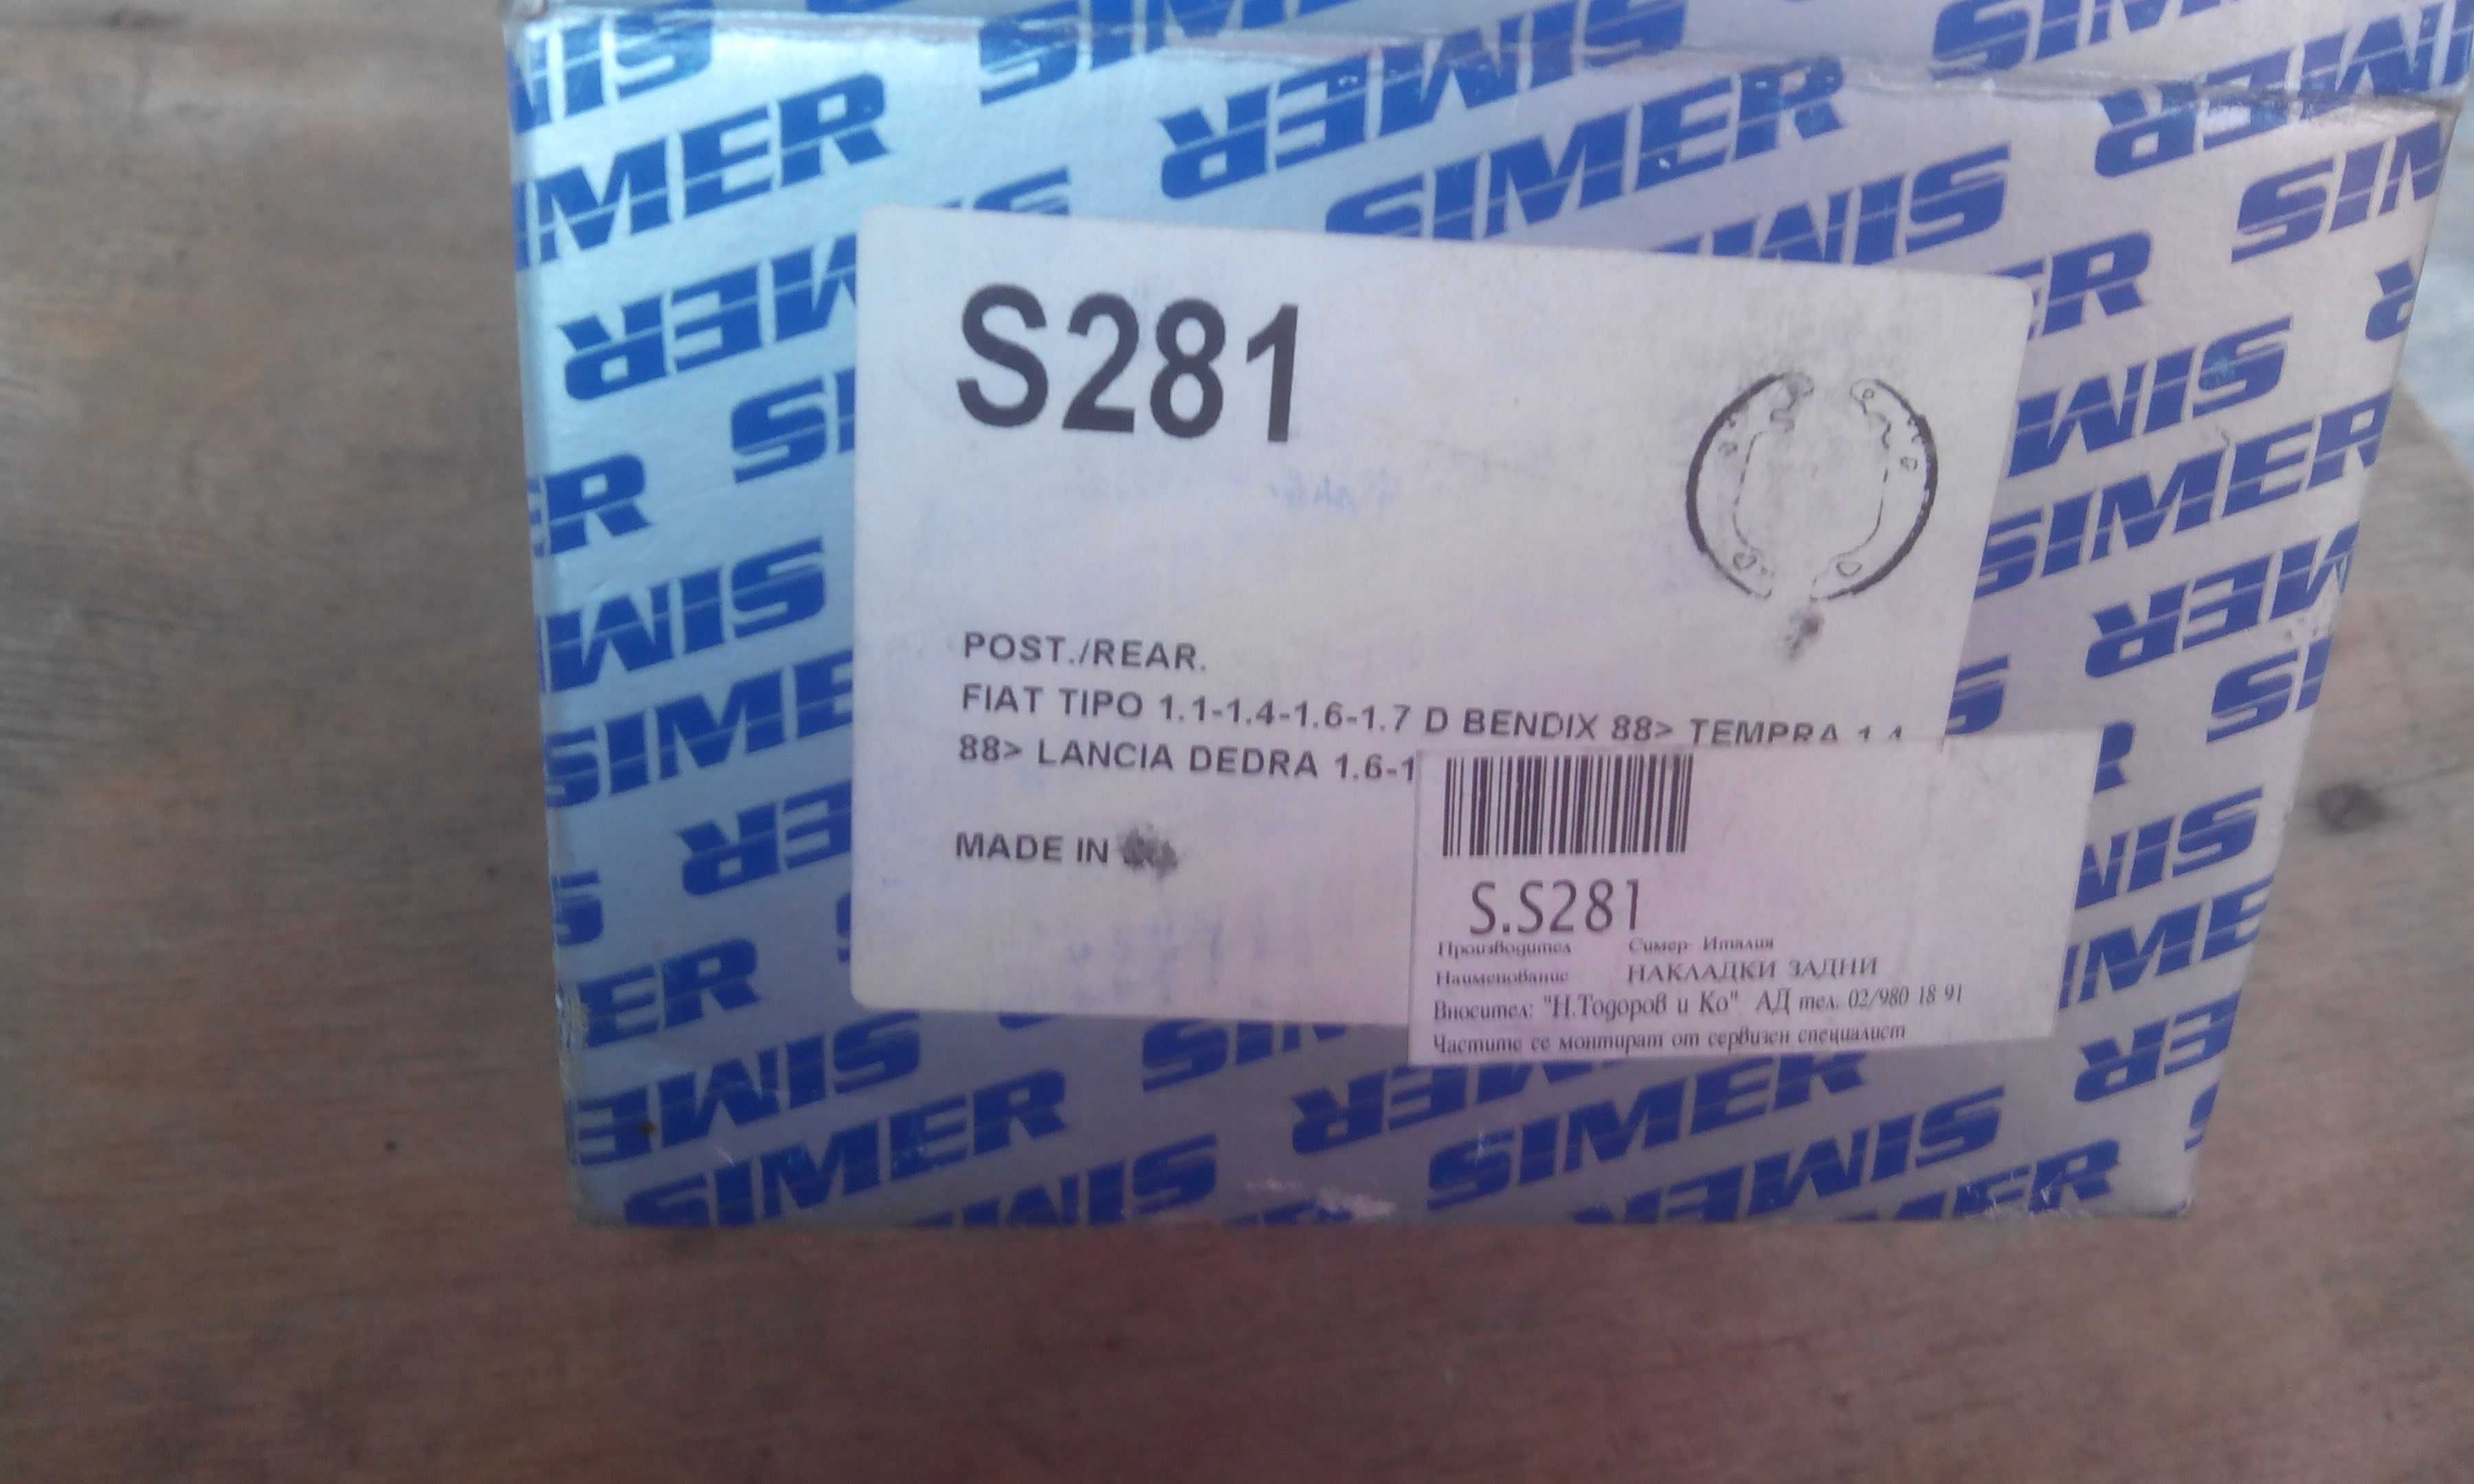 SIMER
S281
POST./REAR.
FIAT TIPO 1.1-1.4-1.6-1.7 D BENDIX 88> TEMPRA 1.4
88> LANCIA DEDRA 1.6-1
MADE IN
S.S281
Производител Симер- Италия
Наименование НАКЛАДКИ ЗАДНИ
Вносител: "Н.Тодоров и Ко" АД тел. 02/980 18 91
Частите се монтират от сервизен специалист